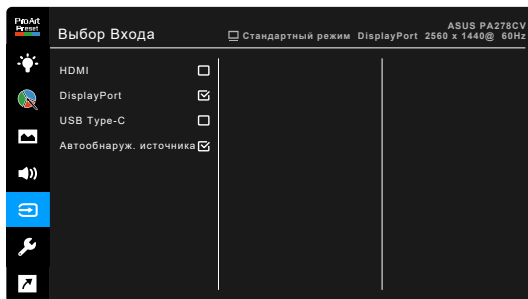 ProArt
Preset
Выбор Входа
ASUS PA278CV
Стандартный режим DisplayPort 2560 x 1440@ 60Hz
HDMI
DisplayPort
USB Type-C
Автообнаруж. источника